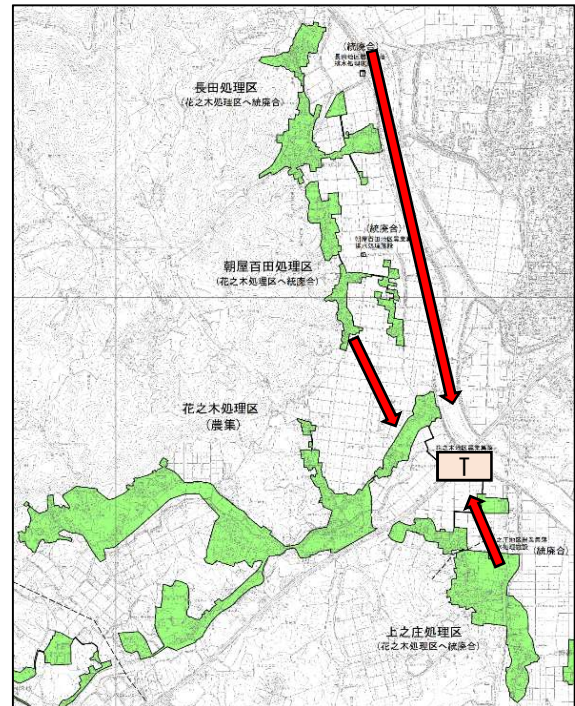 (統廃合)
長田処理区
(花之木処理区へ統廃合)
(統廃合)
朝屋百田処理区
(花之木処理区へ統廃合)
花之木処理区
(農集)
T
(統廃合)
上之庄処理区
(花之木処理区へ統廃合)